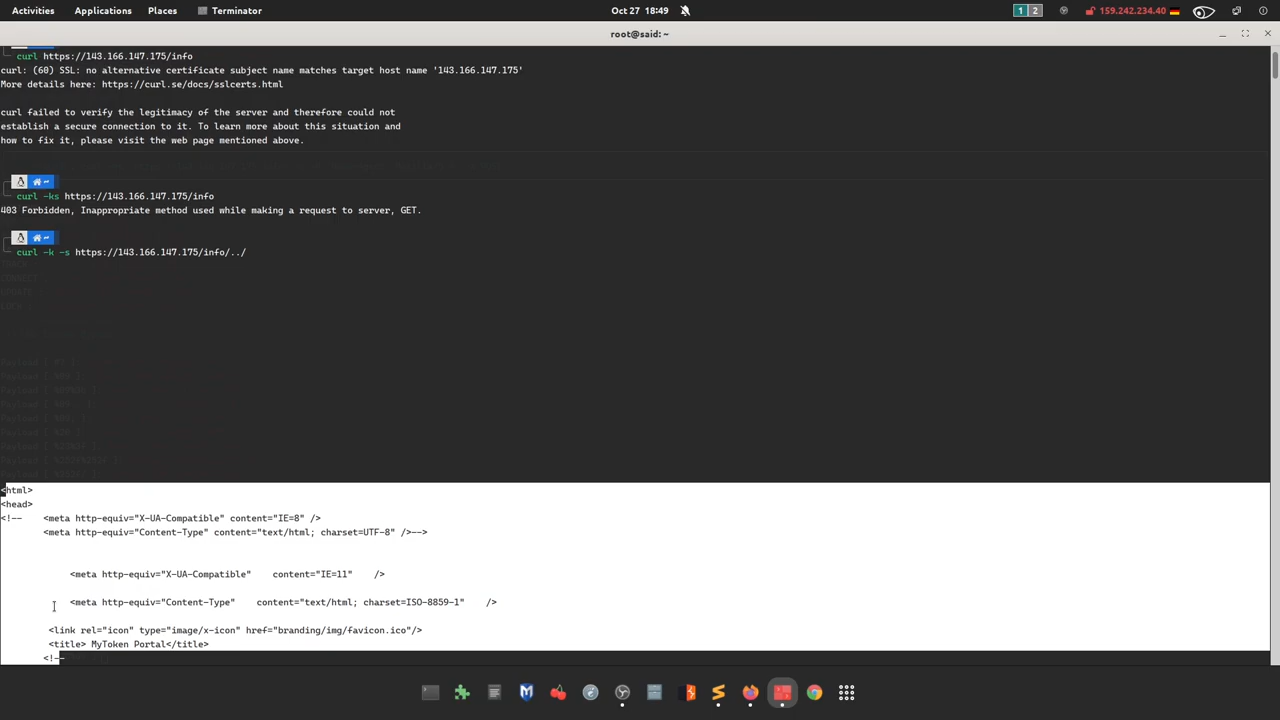 Activities Applications Places Terminator Oct 27 18:49 1 2 159.242.234.40
root@said: ~
curl https://143.166.147.175/info
curl: (60) SSL: no alternative certificate subject name matches target host name '143.166.147.175'
More details here: https://curl.se/docs/sslcerts.html
curl failed to verify the legitimacy of the server and therefore could not
establish a secure connection to it. To learn more about this situation and
how to fix it, please visit the web page mentioned above.
~
curl -ks https://143.166.147.175/info
403 Forbidden, Inappropriate method used while making a request to server, GET.
~
curl -k -s https://143.166.147.175/info/../
<html>
<head>
<!-- <meta http-equiv="X-UA-Compatible" content="IE=8" />
<meta http-equiv="Content-Type" content="text/html; charset=UTF-8" />-->
<meta http-equiv="X-UA-Compatible" content="IE=11" />
<meta http-equiv="Content-Type" content="text/html; charset=ISO-8859-1" />
<link rel="icon" type="image/x-icon" href="branding/img/favicon.ico"/>
<title> MyToken Portal</title>
<!--